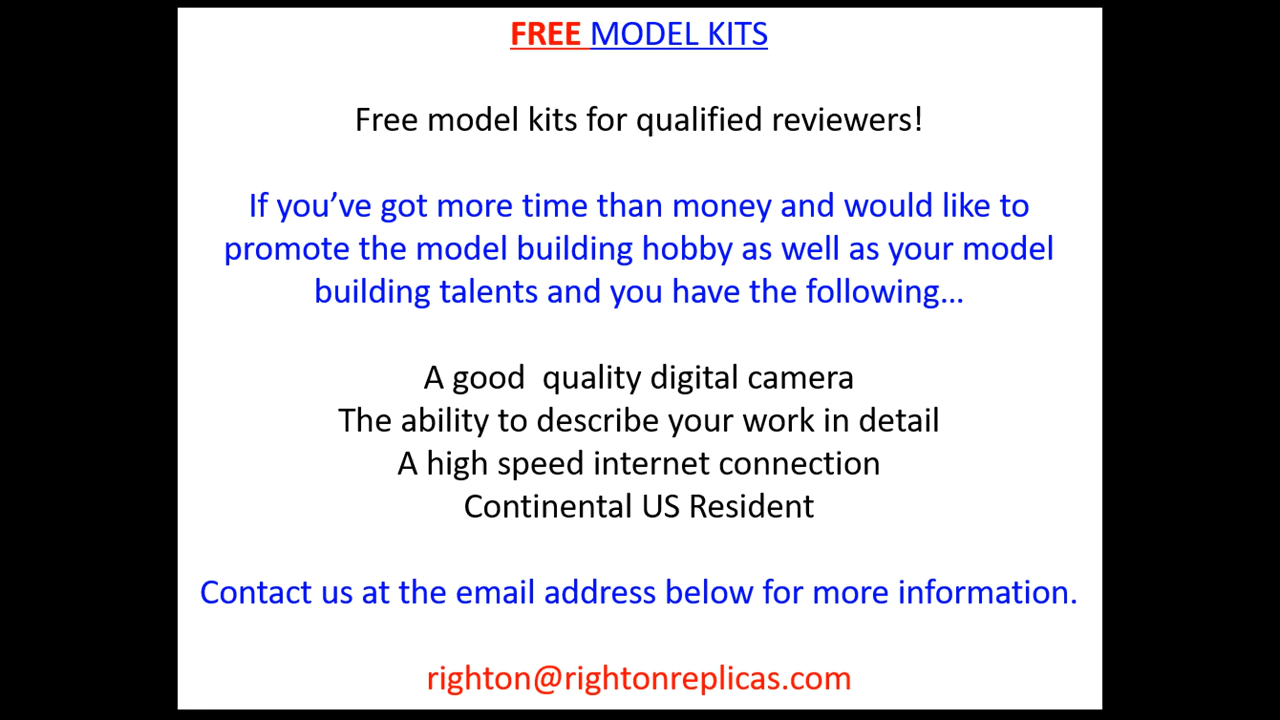 FREE MODEL KITS
Free model kits for qualified reviewers!
If you’ve got more time than money and would like to
promote the model building hobby as well as your model
building talents and you have the following…
A good  quality digital camera
The ability to describe your work in detail
A high speed internet connection
Continental US Resident
Contact us at the email address below for more information.
righton@rightonreplicas.com